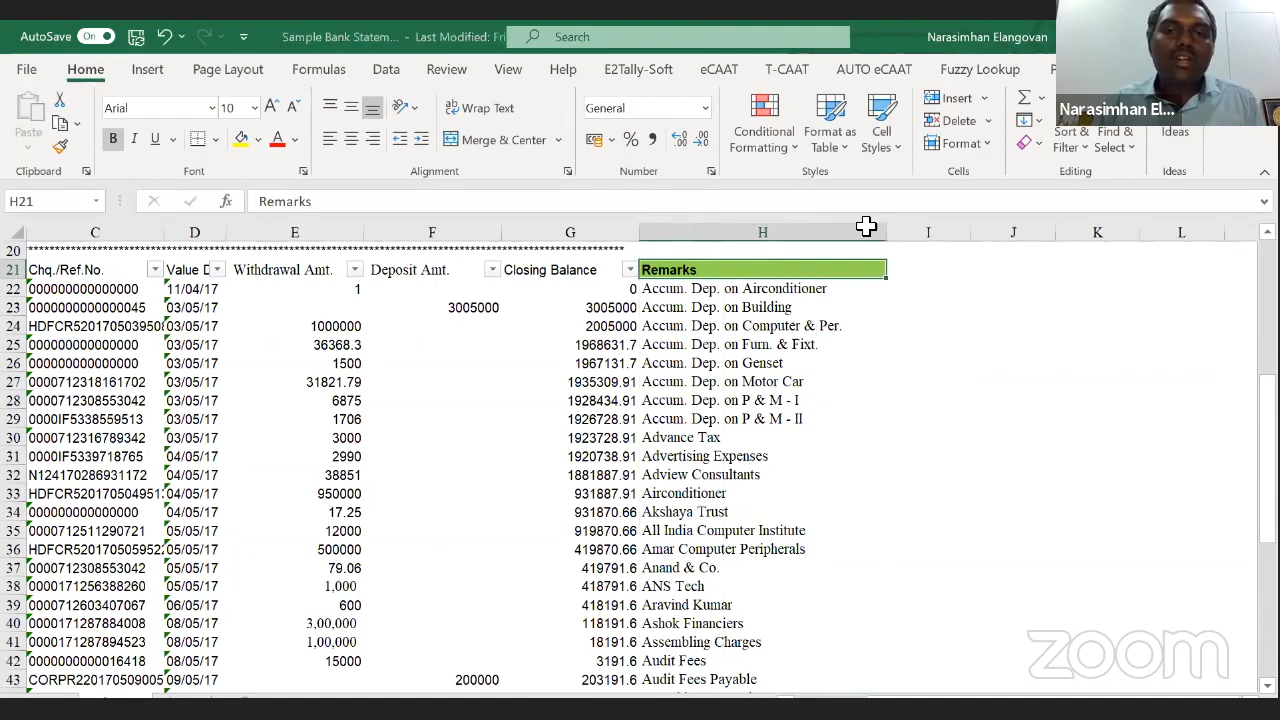 AutoSave On Sample Bank Statem... - Last Modified: Fri Search Narasimhan Elangovan
File Home Insert Page Layout Formulas Data Review View Help E2Tally-Soft eCAAT T-CAAT AUTO eCAAT Fuzzy Lookup
Narasimhan El...
Paste Arial 10 Wrap Text General Conditional Formatting Format as Table Cell Styles Insert
B I U Merge & Center % Delete Format Sort & Filter Find & Select Ideas
Clipboard Font Alignment Number Styles Cells Editing Ideas
H21 fx Remarks
C D E F G H I J K L
20 ****************************************************************************************************************
21 Chq./Ref.No. Value D Withdrawal Amt. Deposit Amt. Closing Balance Remarks
22 000000000000000 11/04/17 1 0 Accum. Dep. on Airconditioner
23 000000000000045 03/05/17 3005000 3005000 Accum. Dep. on Building
24 HDFCR520170503950 03/05/17 1000000 2005000 Accum. Dep. on Computer & Per.
25 000000000000000 03/05/17 36368.3 1968631.7 Accum. Dep. on Furn. & Fixt.
26 000000000000000 03/05/17 1500 1967131.7 Accum. Dep. on Genset
27 0000712318161702 03/05/17 31821.79 1935309.91 Accum. Dep. on Motor Car
28 0000712308553042 03/05/17 6875 1928434.91 Accum. Dep. on P & M - I
29 0000IF5338559513 03/05/17 1706 1926728.91 Accum. Dep. on P & M - II
30 0000712316789342 03/05/17 3000 1923728.91 Advance Tax
31 0000IF5339718765 04/05/17 2990 1920738.91 Advertising Expenses
32 N124170286931172 04/05/17 38851 1881887.91 Adview Consultants
33 HDFCR520170504951 04/05/17 950000 931887.91 Airconditioner
34 000000000000000 04/05/17 17.25 931870.66 Akshaya Trust
35 0000712511290721 05/05/17 12000 919870.66 All India Computer Institute
36 HDFCR520170505952 05/05/17 500000 419870.66 Amar Computer Peripherals
37 0000712308553042 05/05/17 79.06 419791.6 Anand & Co.
38 0000171256388260 05/05/17 1,000 418791.6 ANS Tech
39 0000712603407067 06/05/17 600 418191.6 Aravind Kumar
40 0000171287884008 08/05/17 3,00,000 118191.6 Ashok Financiers
41 0000171287894523 08/05/17 1,00,000 18191.6 Assembling Charges
42 0000000000016418 08/05/17 15000 3191.6 Audit Fees
43 CORPR220170509005 09/05/17 200000 203191.6 Audit Fees Payable
zoom